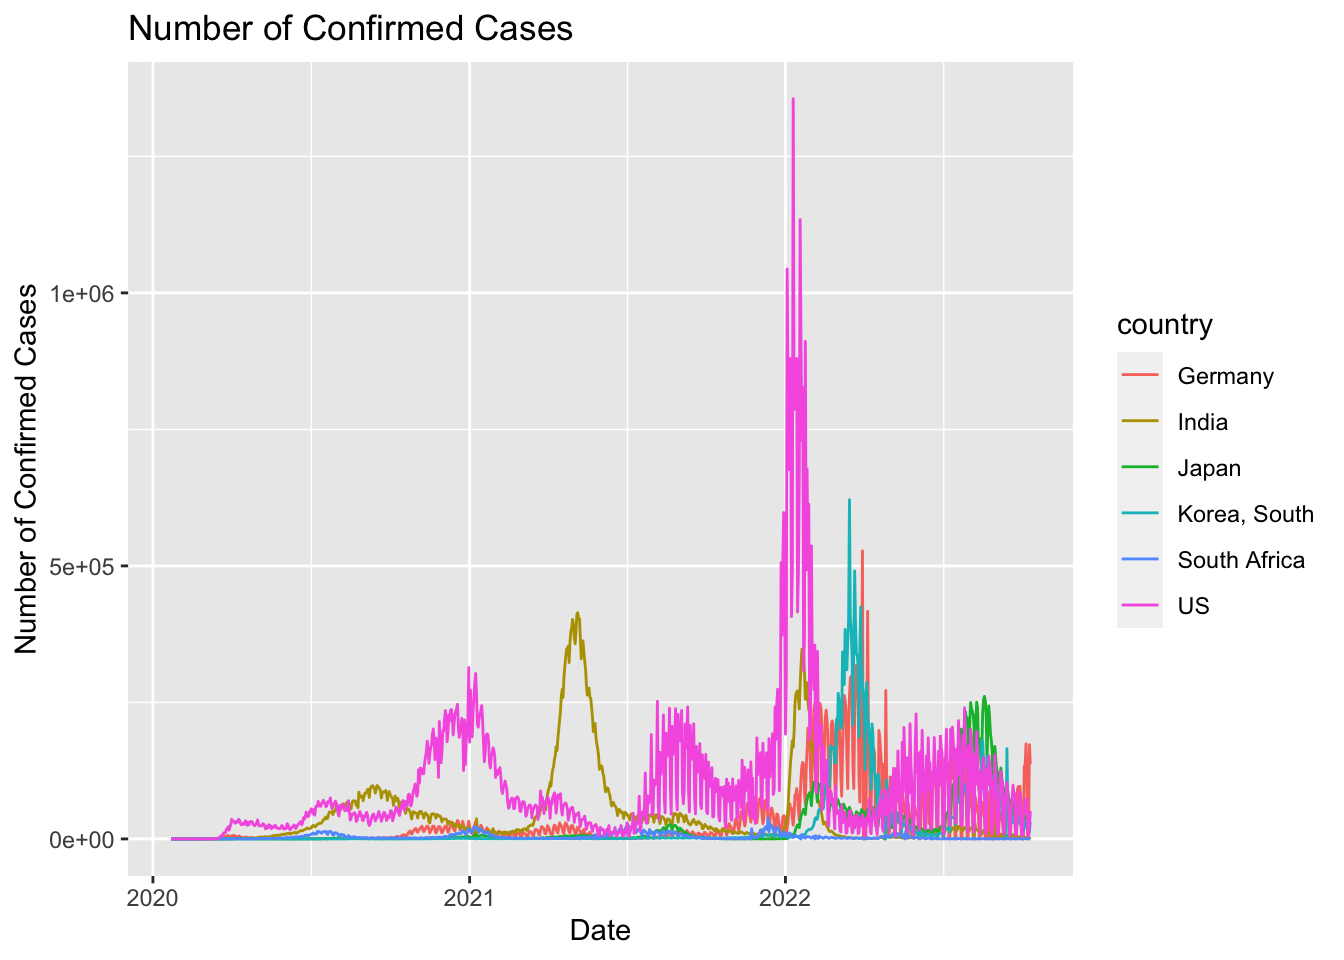 Number of Confirmed Cases
Number of Confirmed Cases
1e+06
5e+05
0e+00
2020
2021
2022
Date
country
Germany
India
Japan
Korea, South
South Africa
US